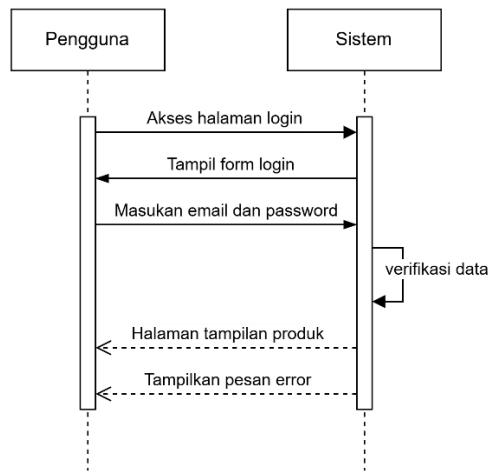 Pengguna
Sistem
Akses halaman login
Tampil form login
Masukan email dan password
verifikasi data
Halaman tampilan produk
Tampilkan pesan error